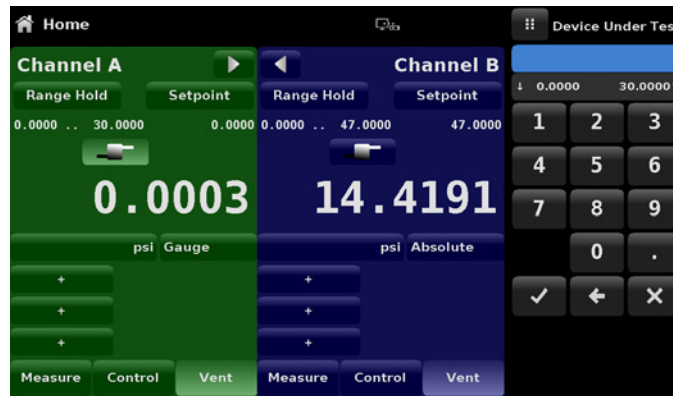 Home
Device Under Tes
Channel A
Channel B
Range Hold Setpoint
Range Hold Setpoint
0.0000 .. 30.0000 0.0000
0.0000 .. 47.0000 47.0000
0.0003
14.4191
psi Gauge
psi Absolute
+
+
+
+
+
+
Measure Control Vent
Measure Control Vent
↓ 0.0000 30.0000
1 2 3
4 5 6
7 8 9
0 .